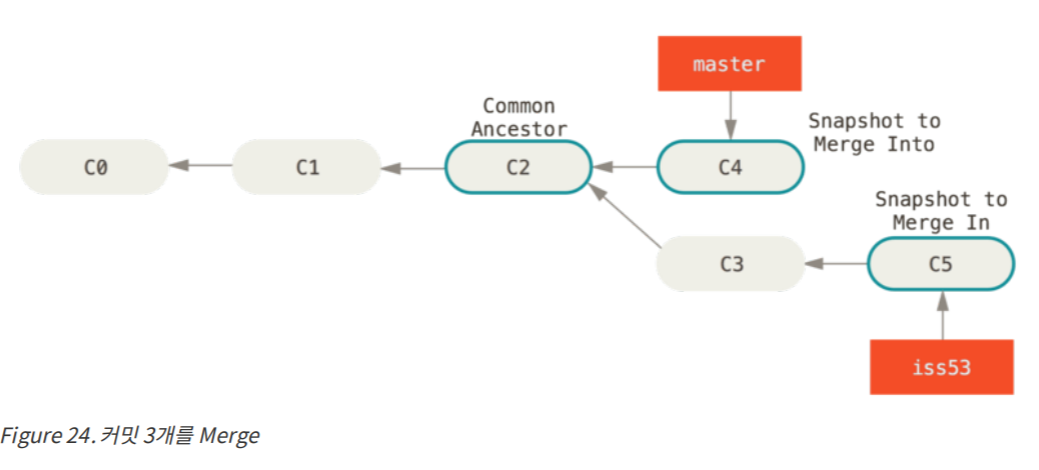 master
Common
Ancestor
Snapshot to
Merge Into
C0
C1
C2
C4
Snapshot to
Merge In
C3
C5
iss53
Figure 24. 커밋 3개를 Merge